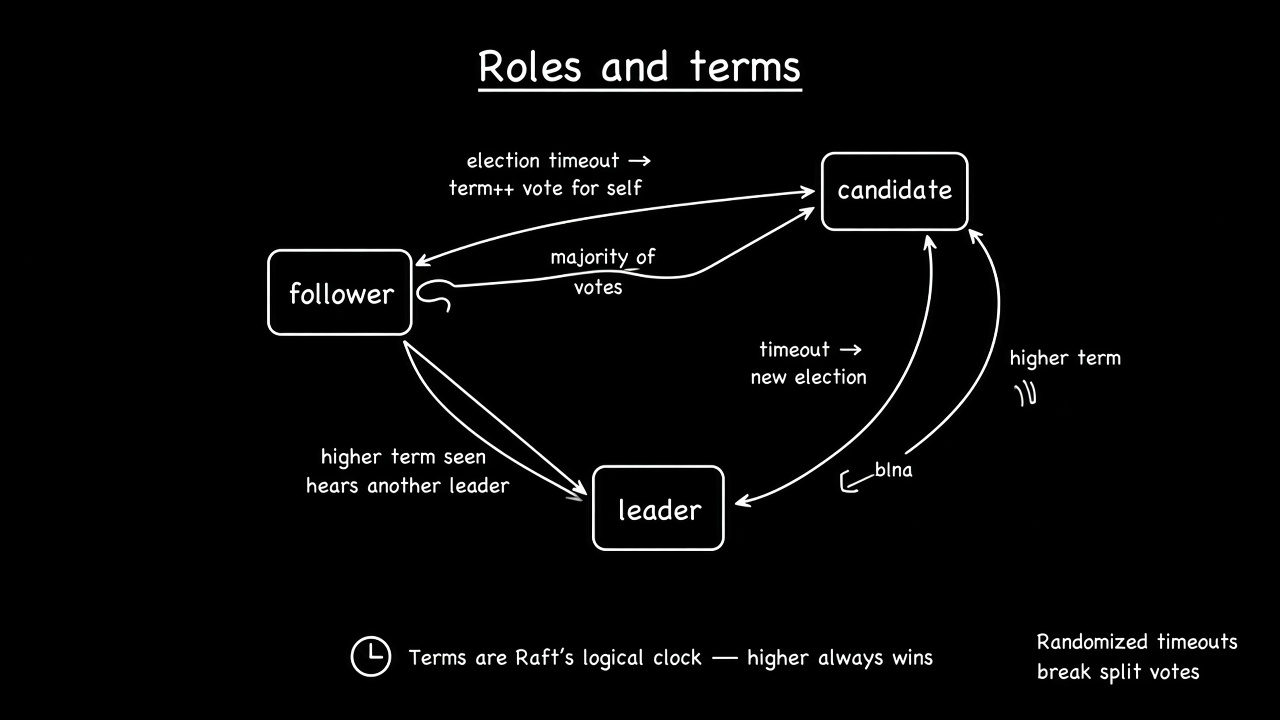 Roles and terms
election timeout →
term++ vote for self
candidate
majority of
votes
follower
timeout →
new election
higher term
higher term seen
hears another leader
blna
leader
Terms are Raft's logical clock — higher always wins
Randomized timeouts
break split votes